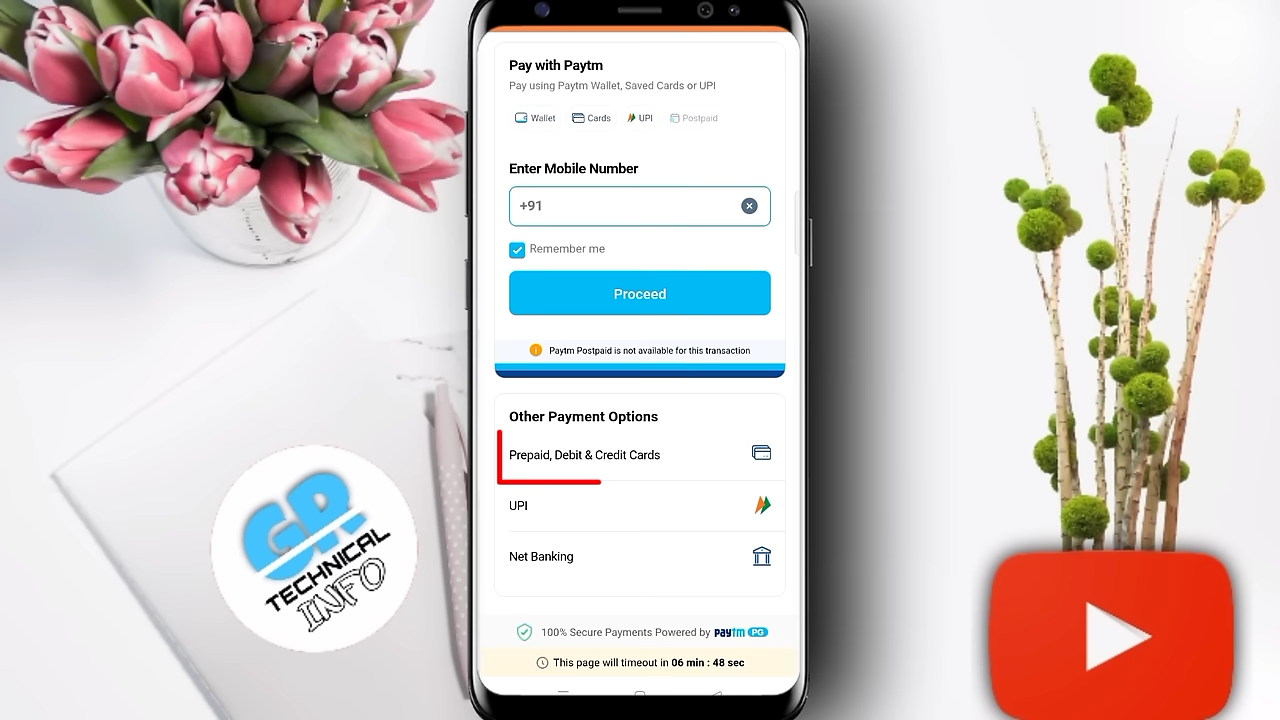 Pay with Paytm
Pay using Paytm Wallet, Saved Cards or UPI
Wallet Cards UPI Postpaid
Enter Mobile Number
+91
Remember me
Proceed
Paytm Postpaid is not available for this transaction
Other Payment Options
Prepaid, Debit & Credit Cards
UPI
Net Banking
100% Secure Payments Powered by paytm PG
This page will timeout in 06 min : 48 sec
GR
TECHNICAL
INFO